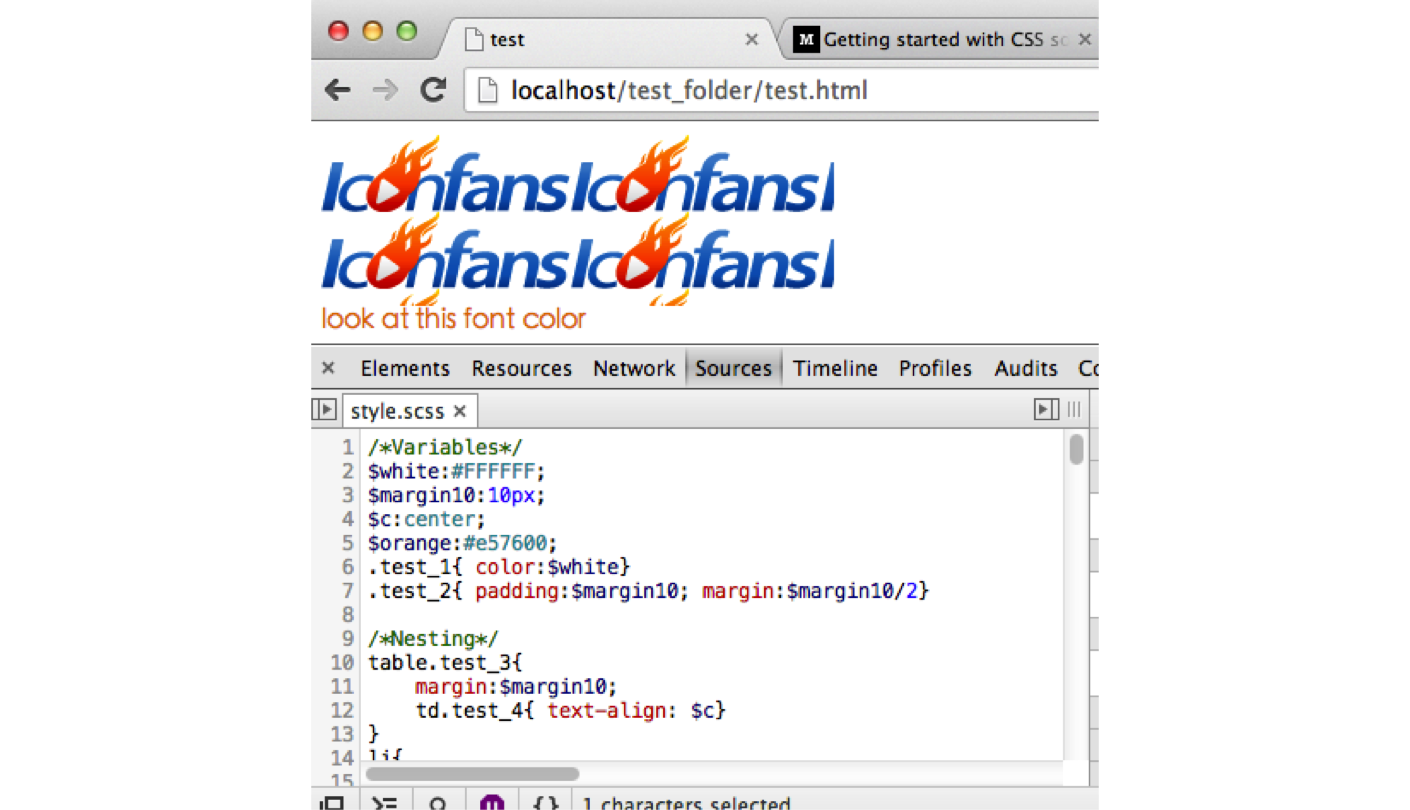 test
M Getting started with CSS sc
localhost/test_folder/test.html
IconfansIconfansI
IconfansIconfansI
look at this font color
Elements Resources Network Sources Timeline Profiles Audits Co
style.scss
1 /*Variables*/
2 $white:#FFFFFF;
3 $margin10:10px;
4 $c:center;
5 $orange:#e57600;
6 .test_1{ color:$white}
7 .test_2{ padding:$margin10; margin:$margin10/2}
8
9 /*Nesting*/
10 table.test_3{
11 margin:$margin10;
12 td.test_4{ text-align: $c}
13 }
14 li{
15
{} 1 characters selected